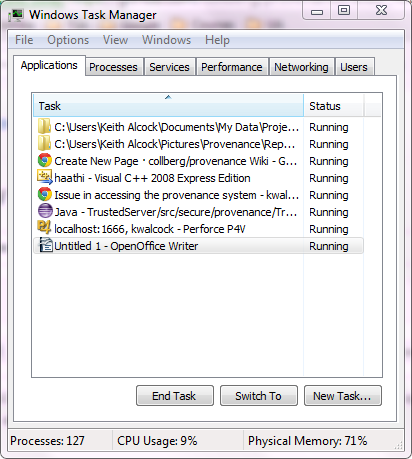 Windows Task Manager
File Options View Windows Help
Applications Processes Services Performance Networking Users
Task Status
C:\Users\Keith Alcock\Documents\My Data\Proje... Running
C:\Users\Keith Alcock\Pictures\Provenance\Rep... Running
Create New Page · collberg/provenance Wiki - G... Running
haathi - Visual C++ 2008 Express Edition Running
Issue in accessing the provenance system - kwal... Running
Java - TrustedServer/src/secure/provenance/Tr... Running
localhost:1666, kwalcock - Perforce P4V Running
Untitled 1 - OpenOffice Writer Running
End Task Switch To New Task...
Processes: 127 CPU Usage: 9% Physical Memory: 71%